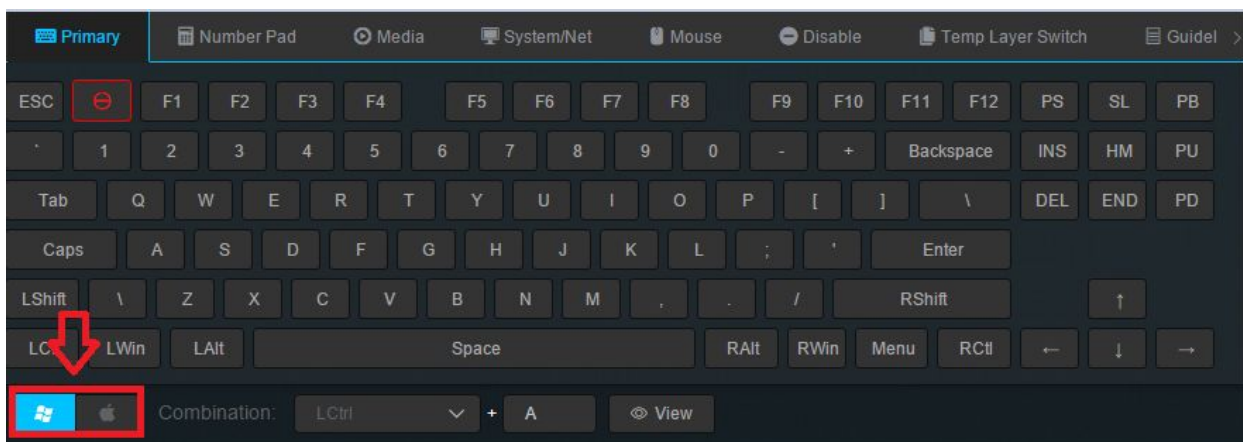 Primary Number Pad Media System/Net Mouse Disable Temp Layer Switch Guidel
ESC F1 F2 F3 F4 F5 F6 F7 F8 F9 F10 F11 F12 PS SL PB
` 1 2 3 4 5 6 7 8 9 0 - + Backspace INS HM PU
Tab Q W E R T Y U I O P [ ] \ DEL END PD
Caps A S D F G H J K L ; ' Enter
LShift \ Z X C V B N M , . / RShift ↑
LWin LAlt Space RAlt RWin Menu RCtl ← ↓ →
Combination: LCtrl + A View